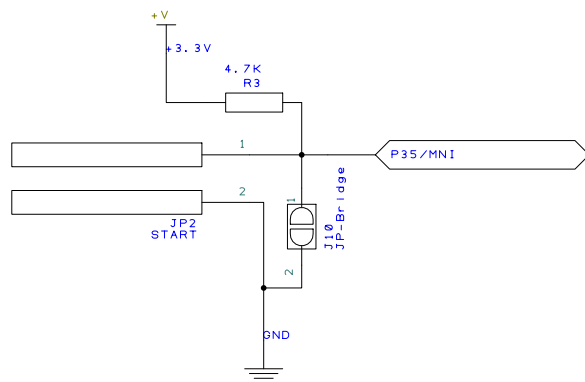 +V
+3.3V
4.7K
R3
1
P35/MNI
2
JP2
START
1
J10
JP-Bridge
2
GND